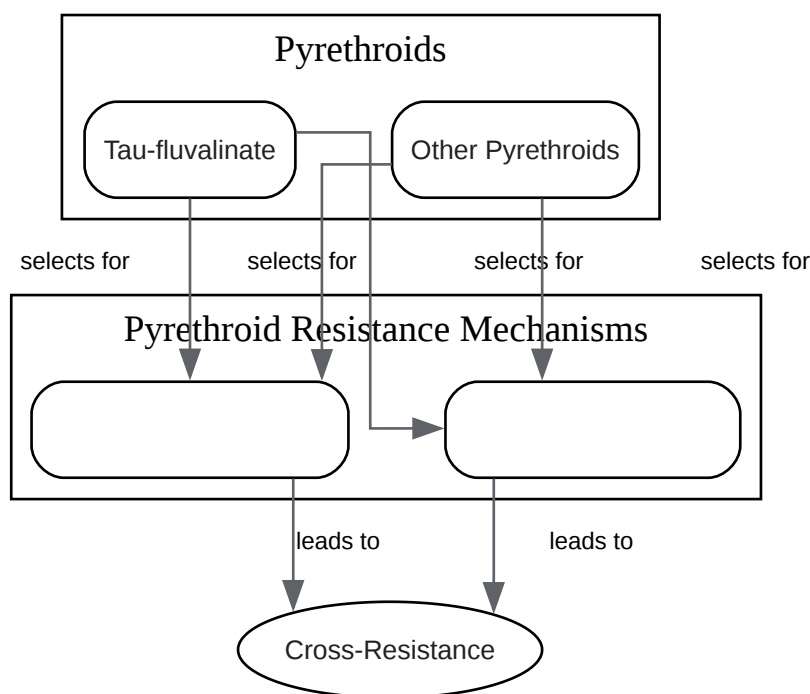 Pyrethroids
Tau-fluvalinate
Other Pyrethroids
selects for
selects for
selects for
selects for
Pyrethroid Resistance Mechanisms
leads to
leads to
Cross-Resistance